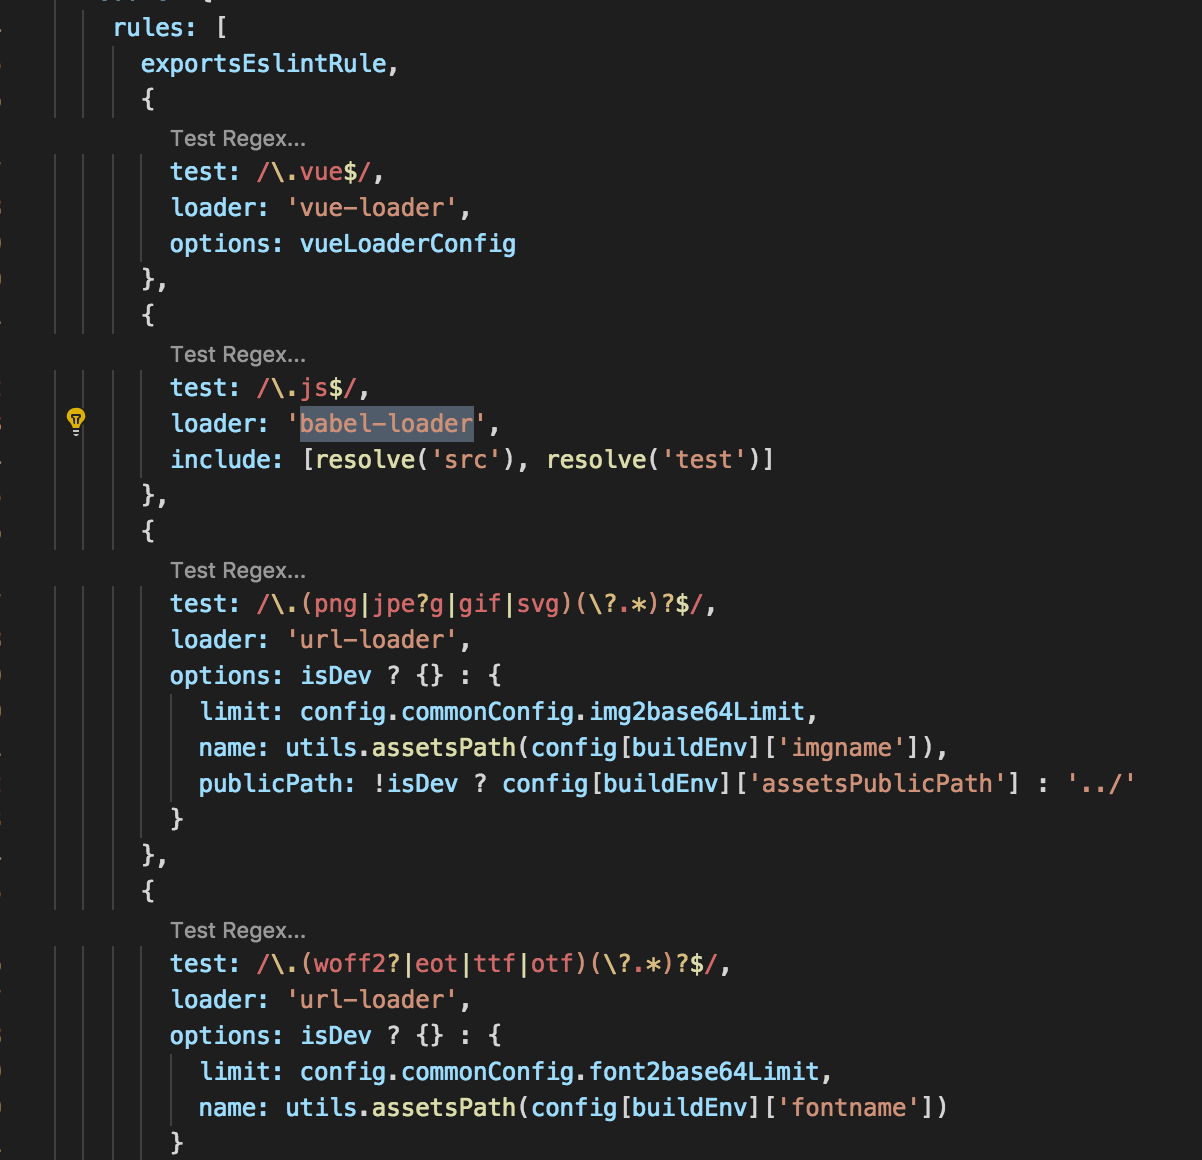 rules: [
exportsEslintRule,
{
Test Regex...
test: /\.vue$/,
loader: 'vue-loader',
options: vueLoaderConfig
},
{
Test Regex...
test: /\.js$/,
loader: 'babel-loader',
include: [resolve('src'), resolve('test')]
},
{
Test Regex...
test: /\.(png|jpe?g|gif|svg)(\?.*)?$/,
loader: 'url-loader',
options: isDev ? {} : {
limit: config.commonConfig.img2base64Limit,
name: utils.assetsPath(config[buildEnv]['imgname']),
publicPath: !isDev ? config[buildEnv]['assetsPublicPath'] : '../'
}
},
{
Test Regex...
test: /\.(woff2?|eot|ttf|otf)(\?.*)?$/,
loader: 'url-loader',
options: isDev ? {} : {
limit: config.commonConfig.font2base64Limit,
name: utils.assetsPath(config[buildEnv]['fontname'])
}